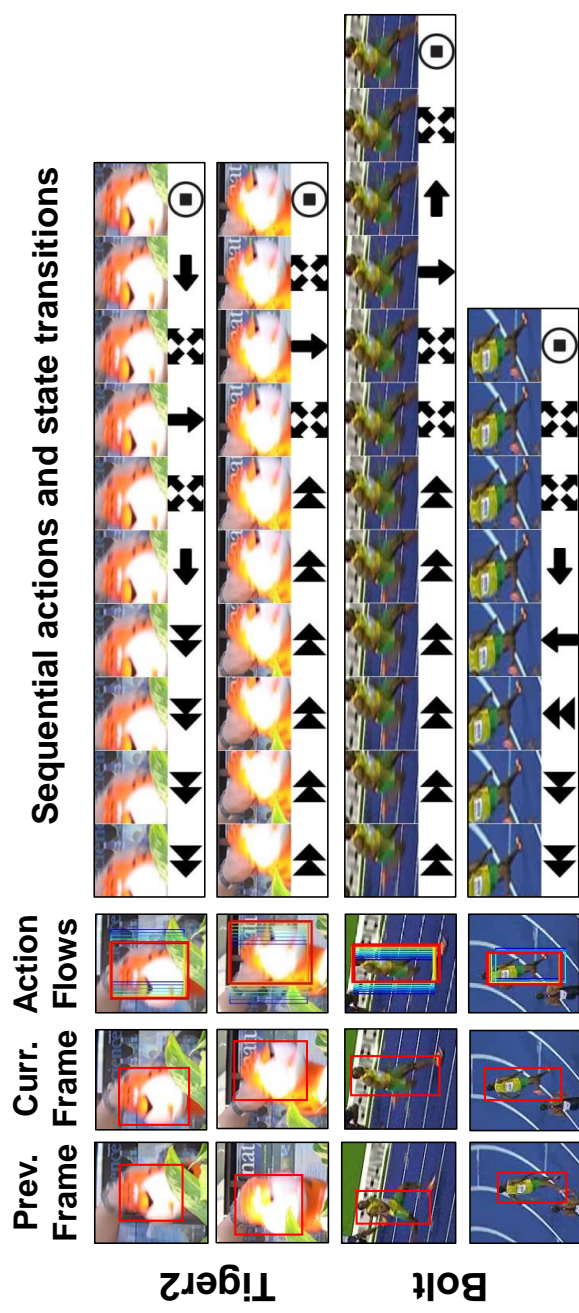 Prev.
Frame
Curr.
Frame
Action
Flows
Sequential actions and state transitions
Tiger2
Bolt